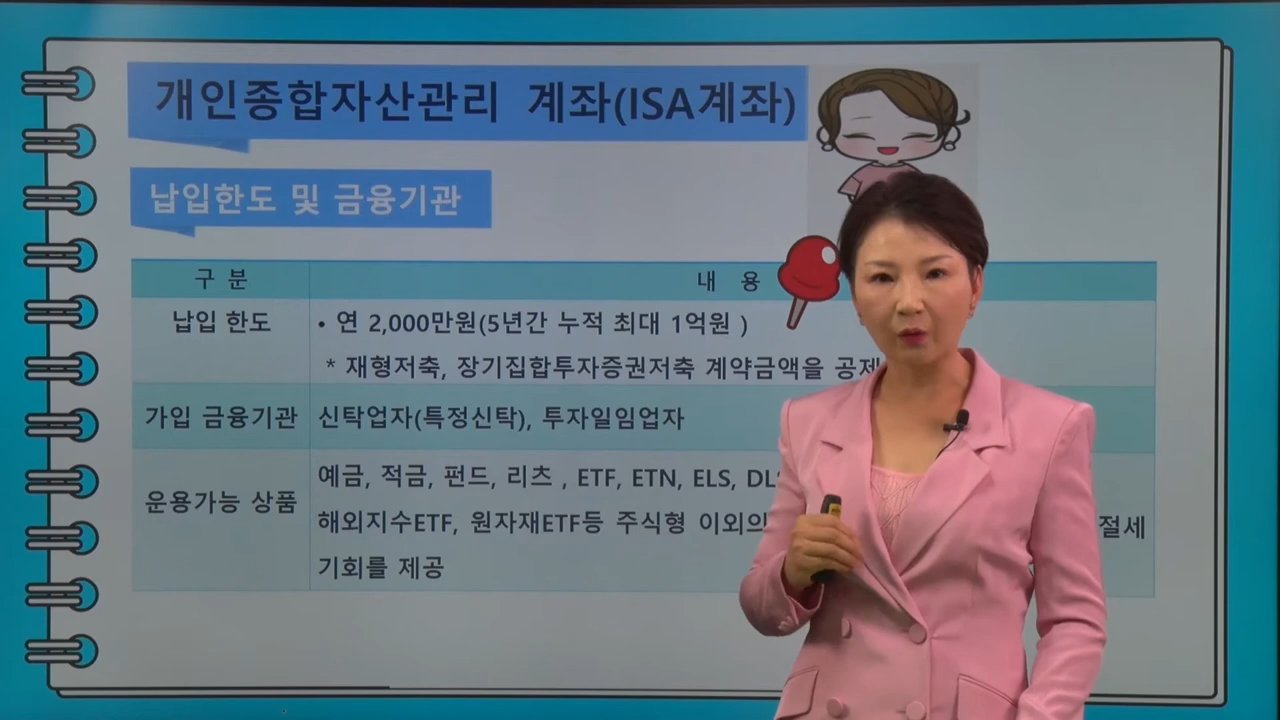 개인종합자산관리 계좌(ISA계좌)
납입한도 및 금융기관
구 분
내 용
납입 한도
• 연 2,000만원(5년간 누적 최대 1억원 )
* 재형저축, 장기집합투자증권저축 계약금액을 공제
가입 금융기관
신탁업자(특정신탁), 투자일임업자
운용가능 상품
예금, 적금, 펀드, 리츠 , ETF, ETN, ELS,
해외지수ETF, 원자재ETF등 주식형 이외의 절세
기회를 제공